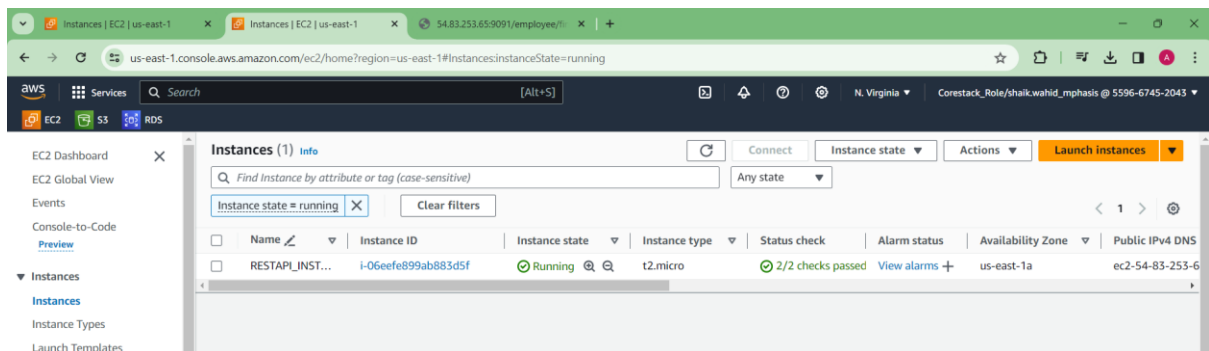 Instances | EC2 | us-east-1
Instances | EC2 | us-east-1
54.83.253.65:9091/employee/fi
us-east-1.console.aws.amazon.com/ec2/home?region=us-east-1#Instances:instanceState=running
A
aws Services Search [Alt+S] N. Virginia ▼ Corestack_Role/shaik.wahid_mphasis @ 5596-6745-2043 ▼
EC2 S3 RDS
EC2 Dashboard
EC2 Global View
Events
Console-to-Code
Preview
Instances
Instances
Instance Types
Launch Templates
Instances (1) Info
Connect Instance state ▼ Actions ▼ Launch instances ▼
Find Instance by attribute or tag (case-sensitive) Any state ▼
Instance state = running Clear filters
1
Name Instance ID Instance state Instance type Status check Alarm status Availability Zone Public IPv4 DNS
RESTAPI_INST... i-06eefe899ab883d5f Running t2.micro 2/2 checks passed View alarms + us-east-1a ec2-54-83-253-6